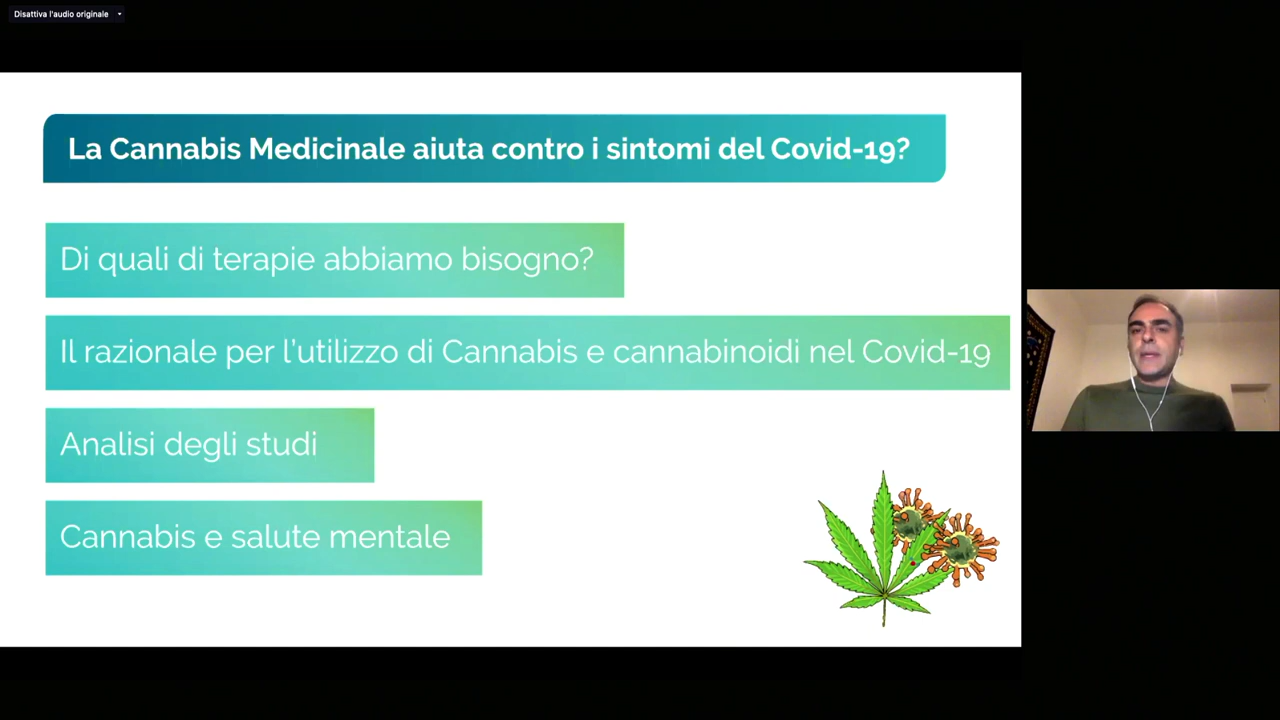 Disattiva l'audio originale
La Cannabis Medicinale aiuta contro i sintomi del Covid-19?
Di quali di terapie abbiamo bisogno?
Il razionale per l’utilizzo di Cannabis e cannabinoidi nel Covid-19
Analisi degli studi
Cannabis e salute mentale